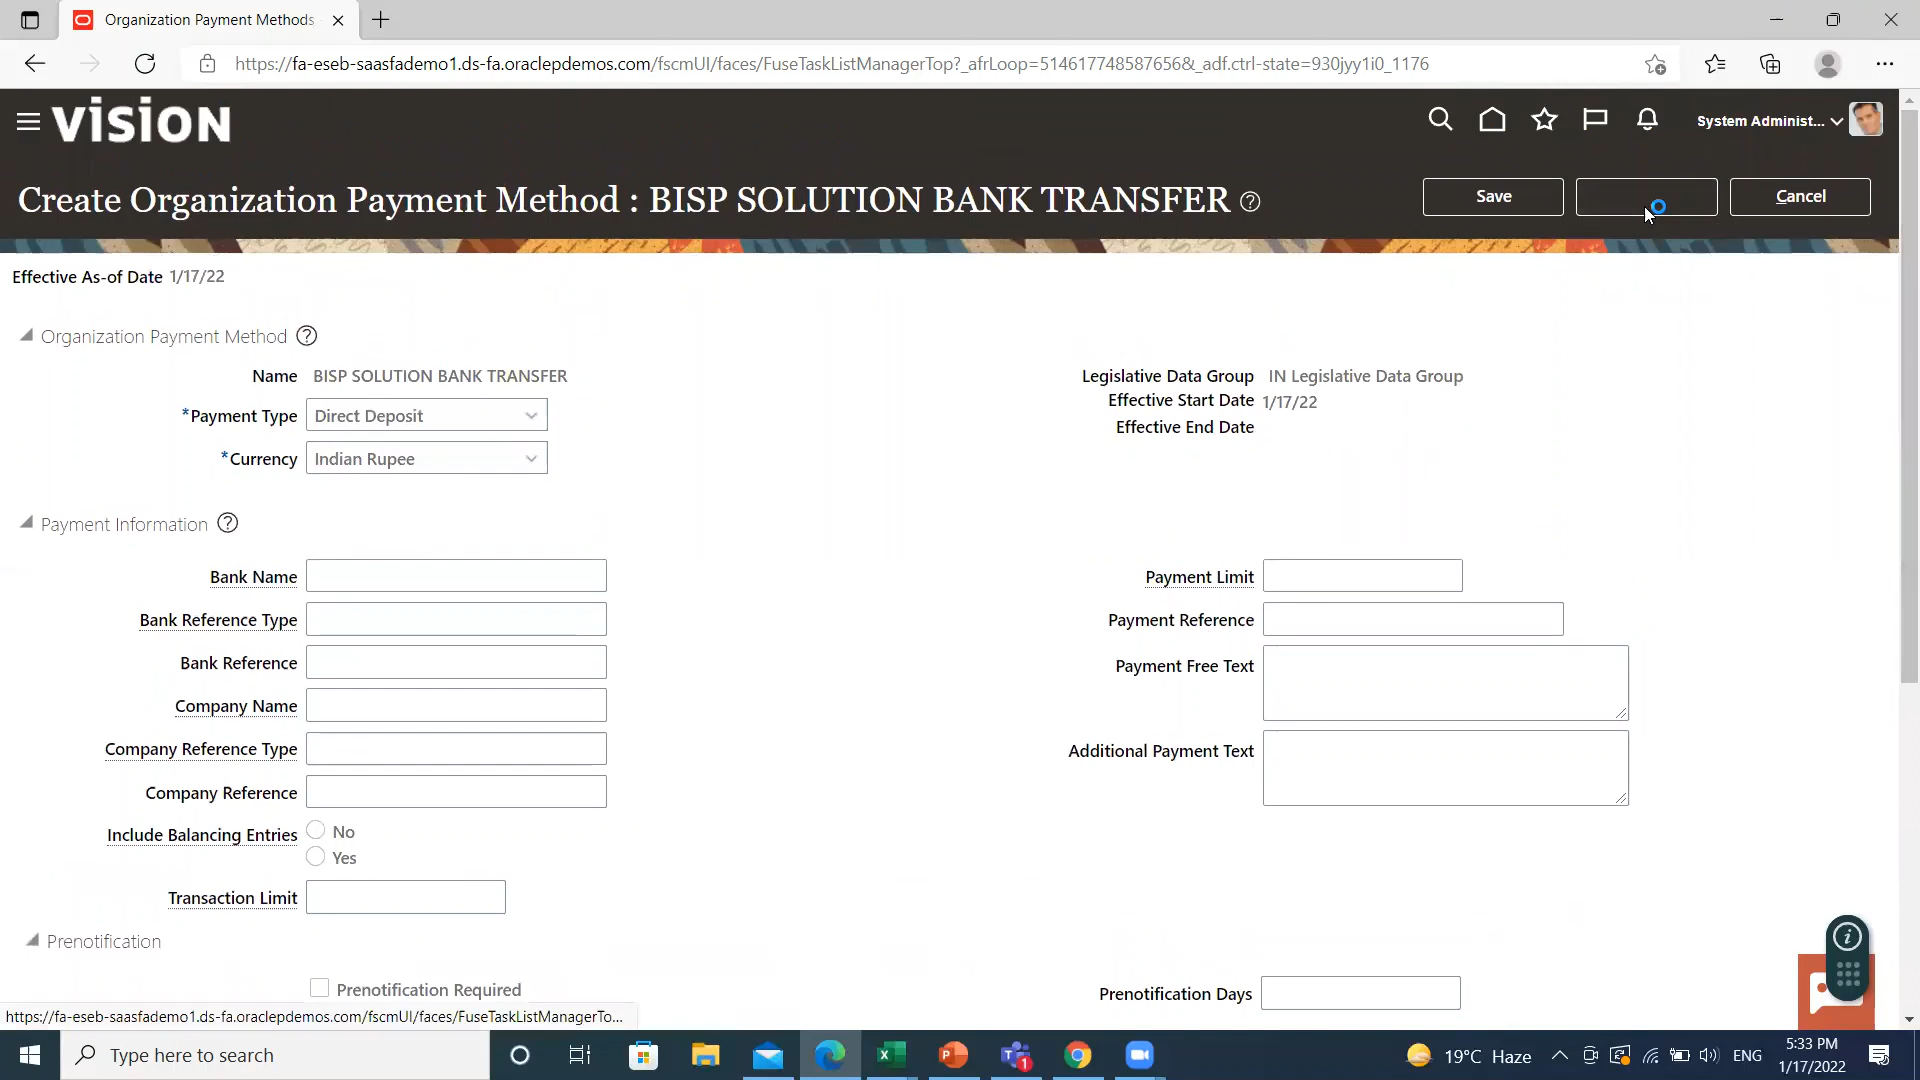 Organization Payment Methods
https://fa-eseb-saasfademo1.ds-fa.oraclepdemos.com/fscmUI/faces/FuseTaskListManagerTop?_afrLoop=51461774858765​6&_adf.ctrl-state=930jyy1i0_1176
vision
System Administ...
Create Organization Payment Method : BISP SOLUTION BANK TRANSFER
Save
Cancel
Effective As-of Date 1/17/22
Organization Payment Method
Name BISP SOLUTION BANK TRANSFER
Legislative Data Group IN Legislative Data Group
*Payment Type Direct Deposit
Effective Start Date 1/17/22
Effective End Date
*Currency Indian Rupee
Payment Information
Bank Name
Payment Limit
Bank Reference Type
Payment Reference
Bank Reference
Payment Free Text
Company Name
Company Reference Type
Additional Payment Text
Company Reference
Include Balancing Entries No
Yes
Transaction Limit
Prenotification
Prenotification Required
Prenotification Days
https://fa-eseb-saasfademo1.ds-fa.oraclepdemos.com/fscmUI/faces/FuseTaskListManagerTo...
Type here to search
1
19°C Haze
ENG
5:33 PM
1/17/2022